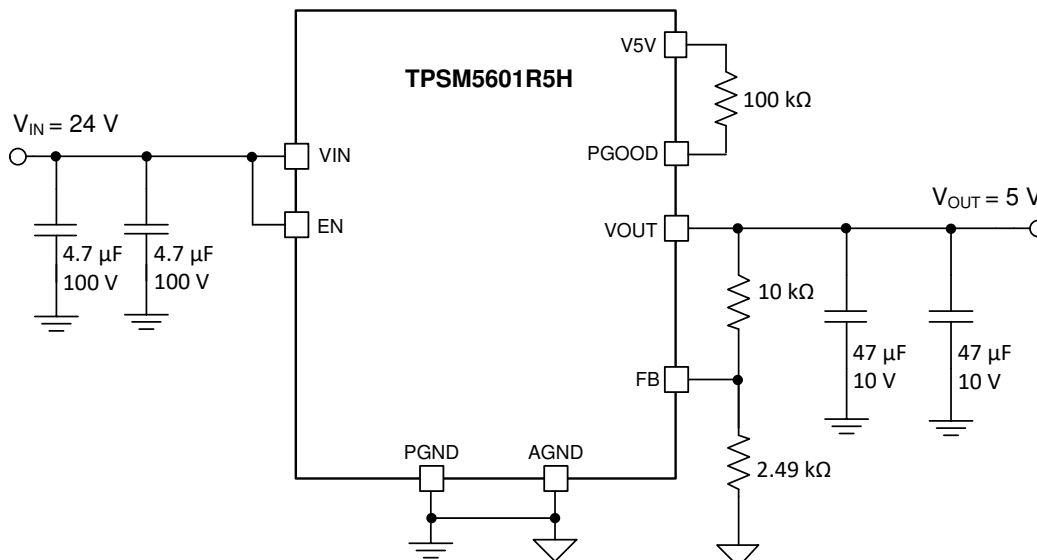 V5V
TPSM5601R5H
100 kΩ
VIN = 24 V
VIN
PGOOD
EN
VOUT
VOUT = 5 V
4.7 µF
100 V
4.7 µF
100 V
10 kΩ
47 µF
10 V
47 µF
10 V
FB
PGND
AGND
2.49 kΩ